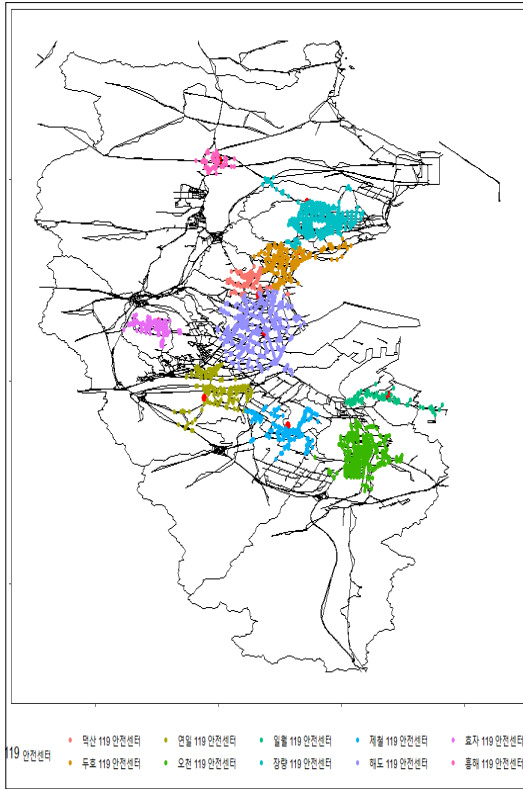 덕산 119 안전센터 연일 119 안전센터 일월 119 안전센터 제철 119 안전센터 효자 119 안전센터
119 안전센터
두호 119 안전센터 오천 119 안전센터 장량 119 안전센터 해도 119 안전센터 흥해 119 안전센터